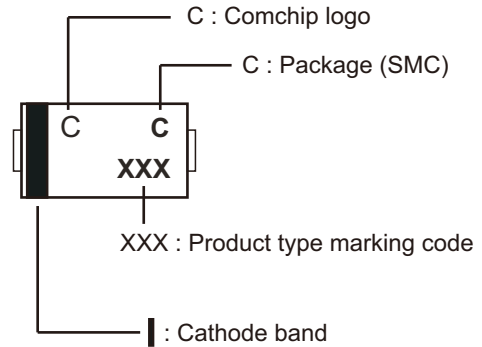 C : Comchip logo
C : Package (SMC)
C C
XXX
XXX : Product type marking code
: Cathode band